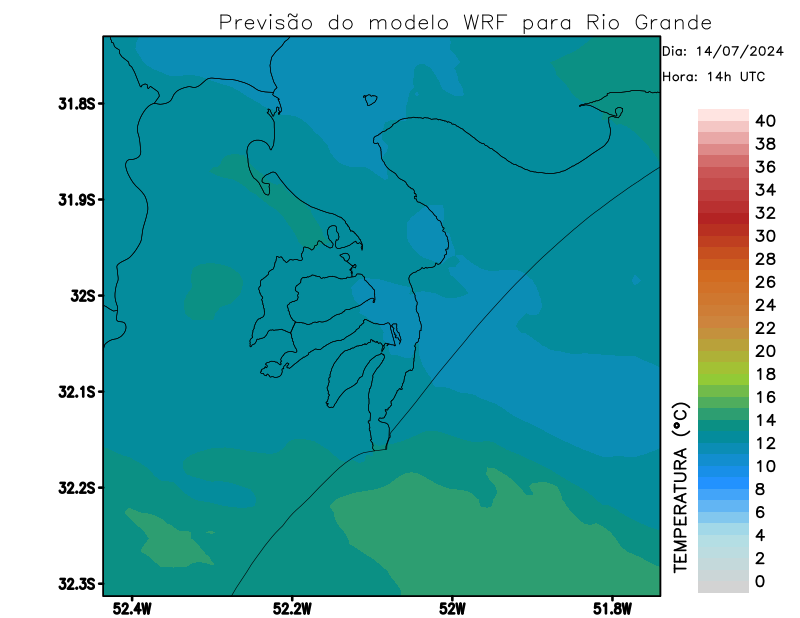 Previsão do modelo WRF para Rio Grande
Dia: 14/07/2024
Hora: 14h UTC
31.8S
31.9S
32S
32.1S
32.2S
32.3S
52.4W
52.2W
52W
51.8W
TEMPERATURA (°C)
40
38
36
34
32
30
28
26
24
22
20
18
16
14
12
10
8
6
4
2
0